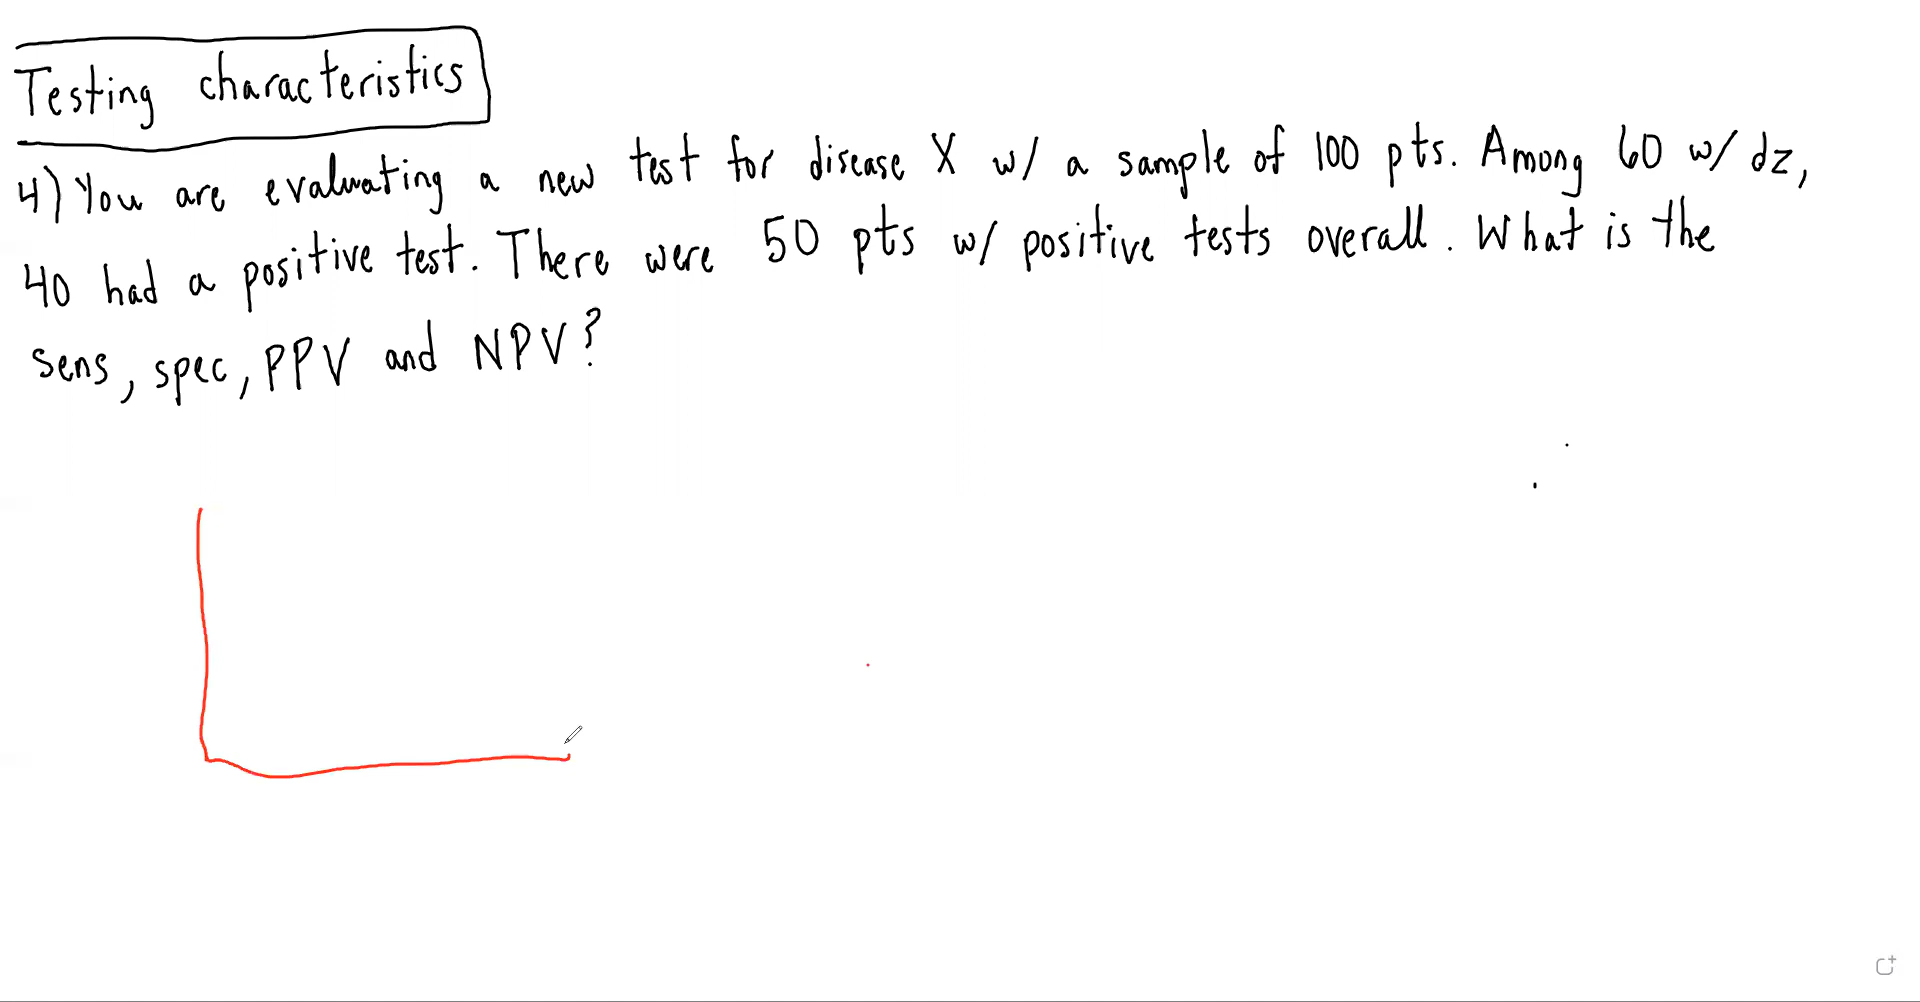 Testing characteristics
4) You are evaluating a new test for disease X w/ a sample of 100 pts. Among 60 w/ dz,
40 had a positive test. There were 50 pts w/ positive tests overall. What is the
sens, spec, PPV and NPV?